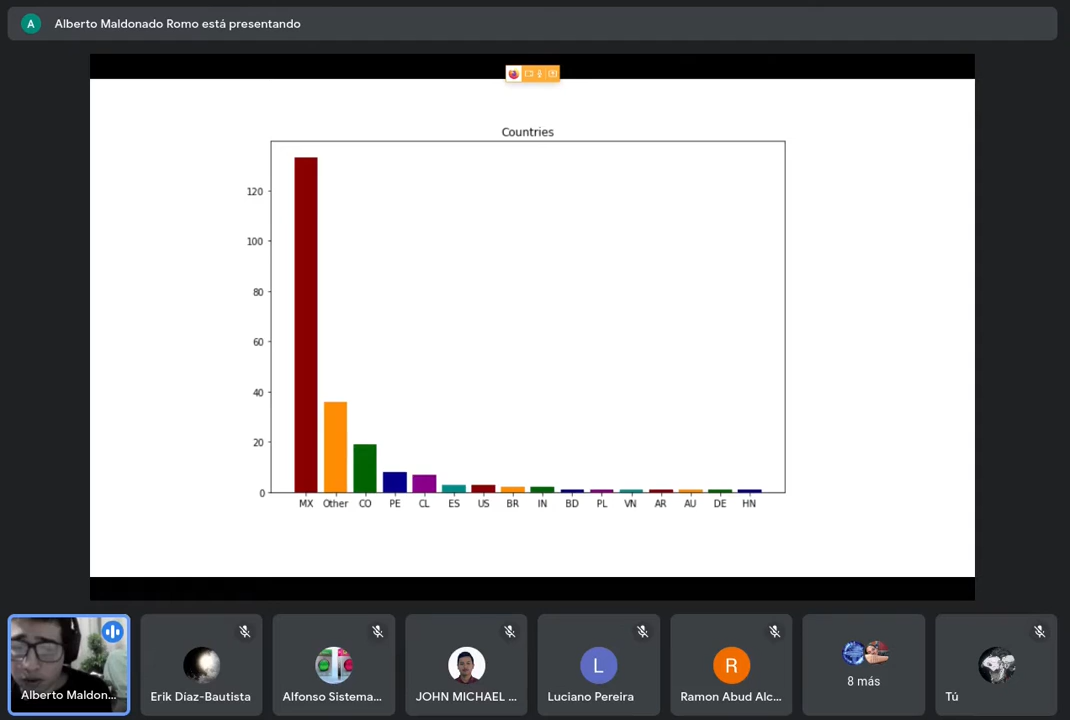 A
Alberto Maldonado Romo está presentando
Countries
120
100
80
60
40
20
0
MX Other CO PE CL ES US BR IN BD PL VN AR AU DE HN
L
R
8 más
Alberto Maldon...
Erik Diaz-Bautista
Alfonso Sistema...
JOHN MICHAEL ...
Luciano Pereira
Ramon Abud Alc...
Tú